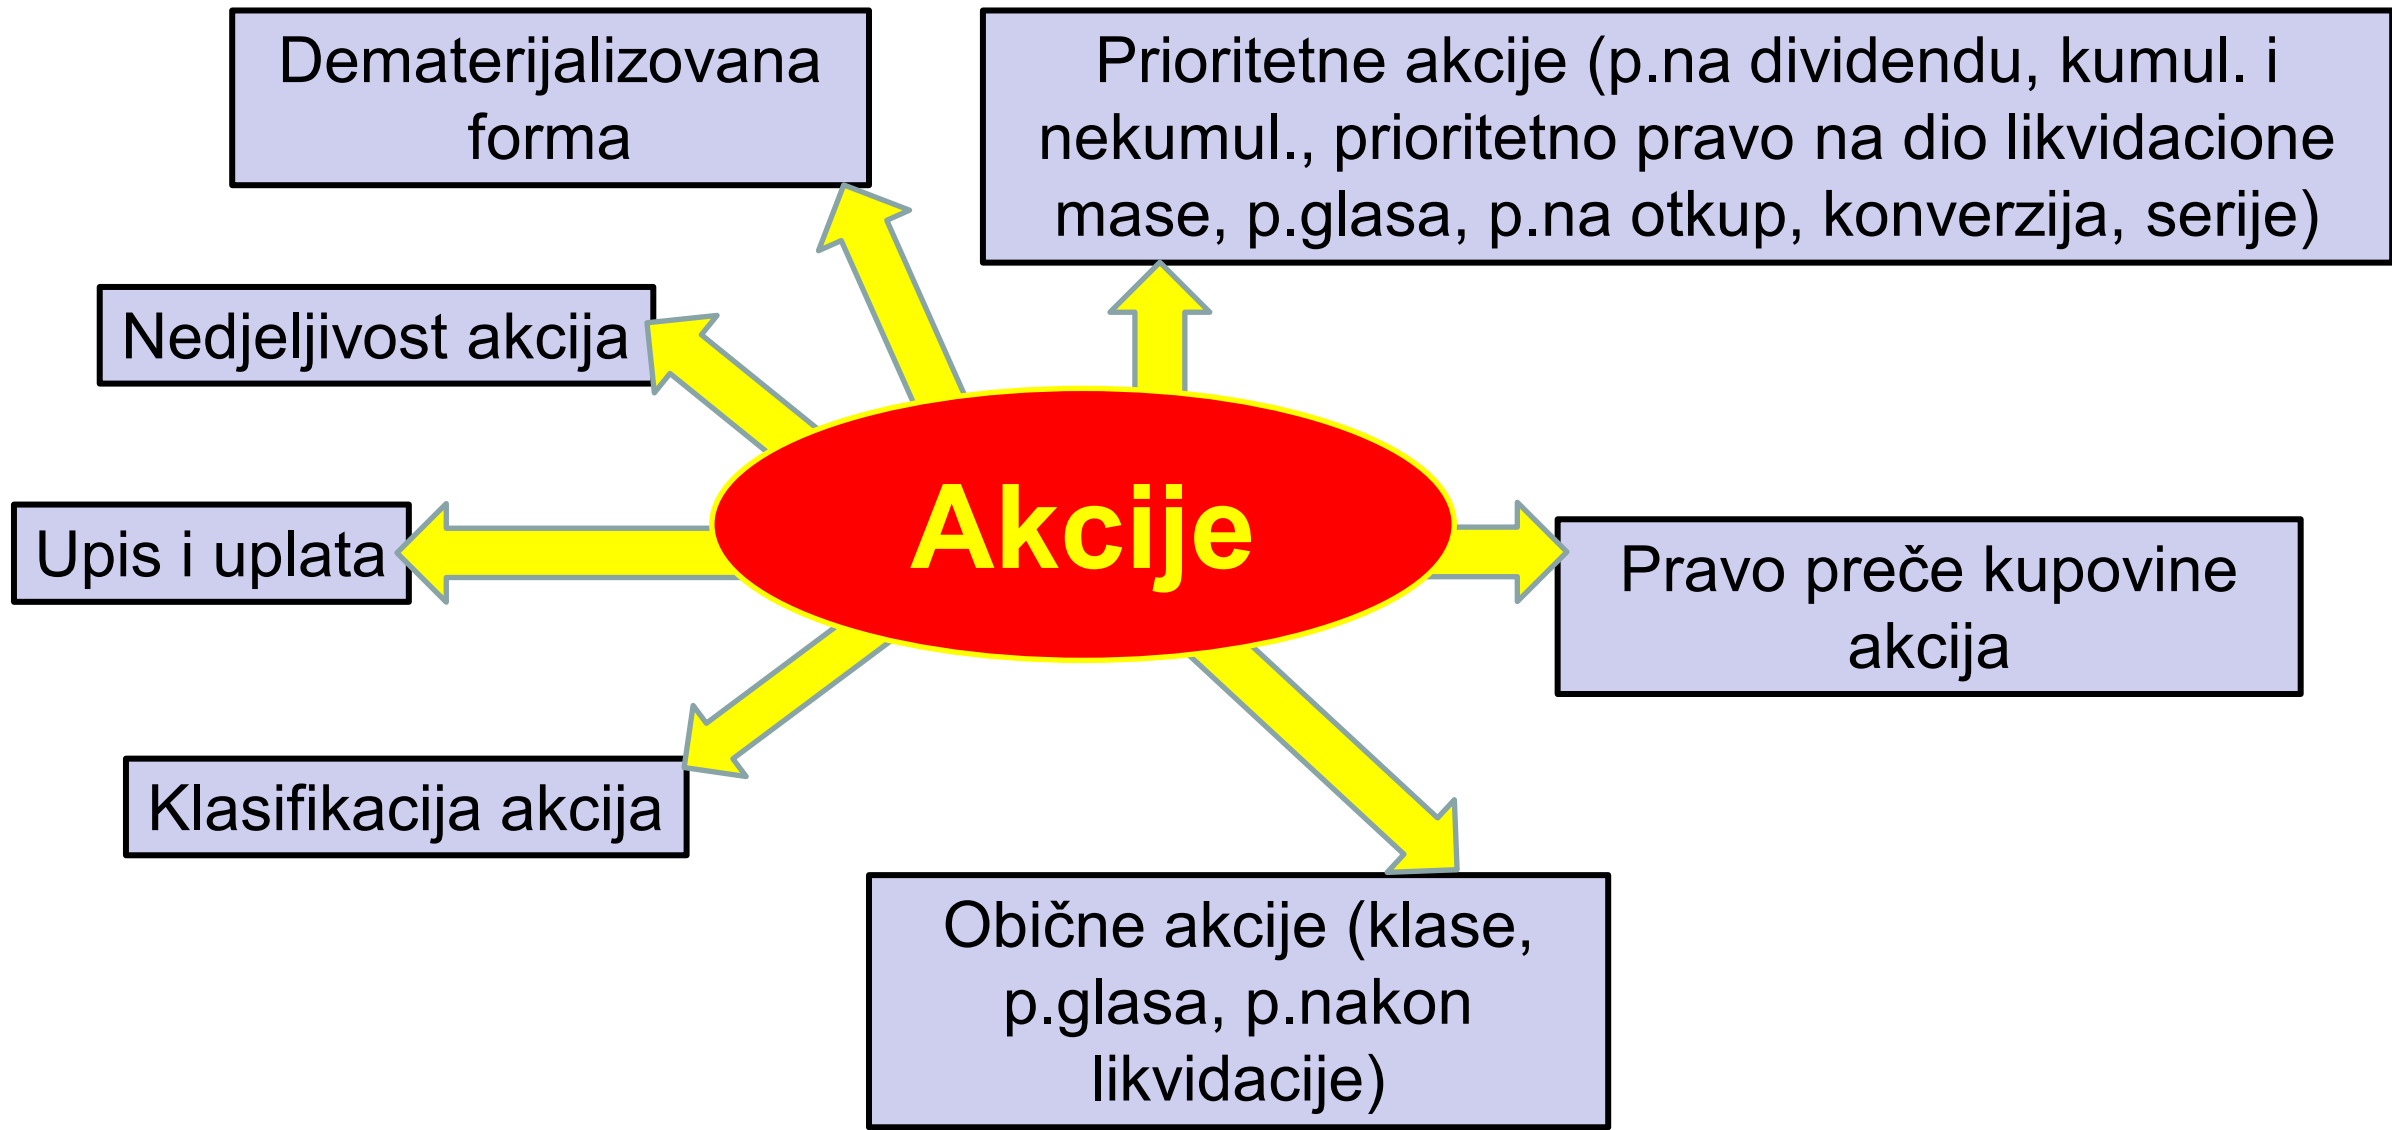 Dematerijalizovana
forma
Prioritetne akcije (p.na dividendu, kumul. i
nekumul., prioritetno pravo na dio likvidacione
mase, p.glasa, p.na otkup, konverzija, serije)
Nedjeljivost akcija
Akcije
Upis i uplata
Pravo preče kupovine
akcija
Klasifikacija akcija
Obične akcije (klase,
p.glasa, p.nakon
likvidacije)